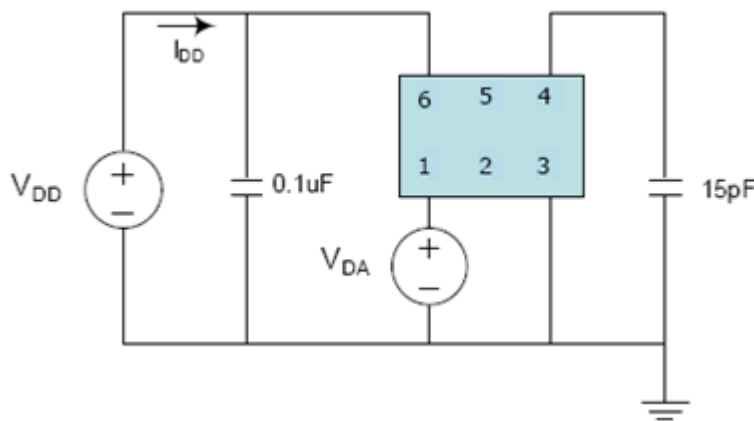 I_DD
6 5 4
1 2 3
V_DD
+
−
0.1uF
15pF
V_DA
+
−